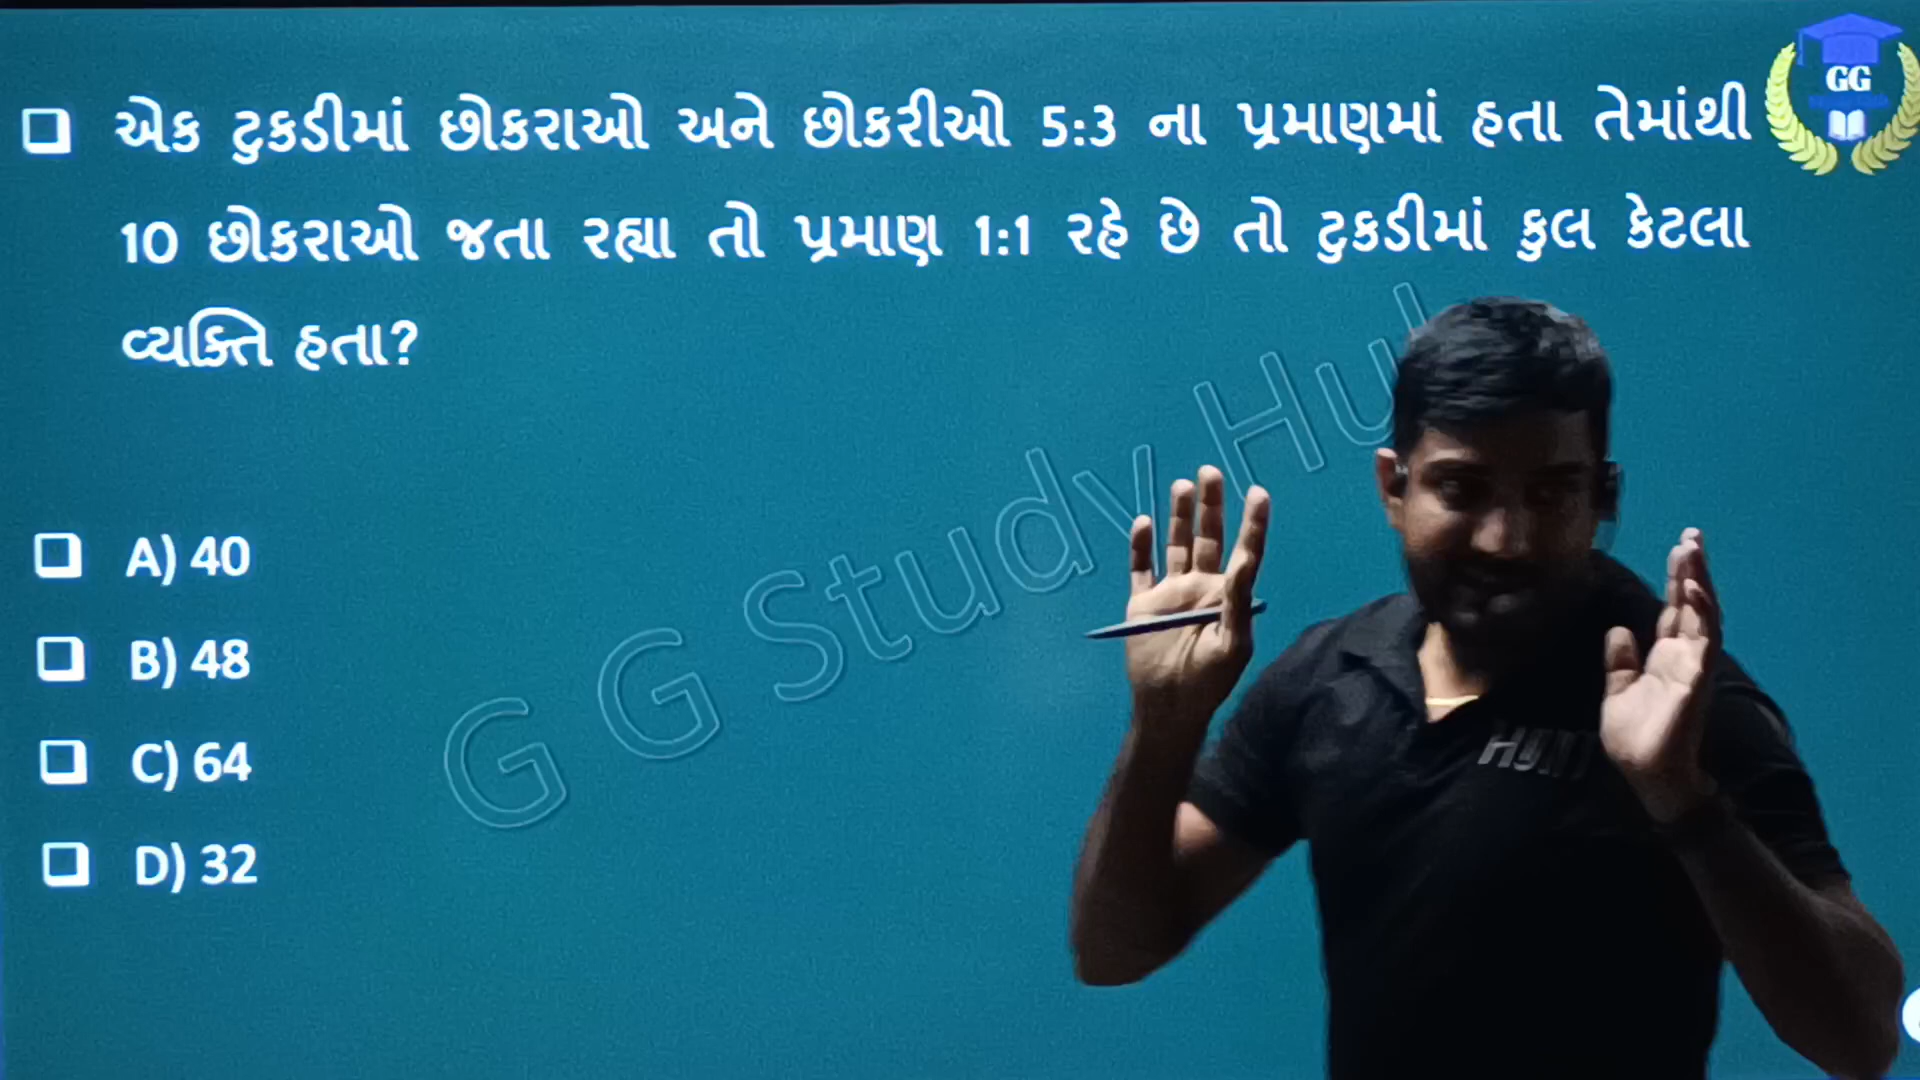 એક ટુકડીમાં છોકરાઓ અને છોકરીઓ 5:3 ના પ્રમાણમાં હતા તેમાંથી
10 છોકરાઓ જતા રહ્યા તો પ્રમાણ 1:1 રહે છે તો ટુકડીમાં કુલ કેટલા
વ્યક્તિ હતા?
A) 40
B) 48
C) 64
D) 32
G G Study Hu
GG